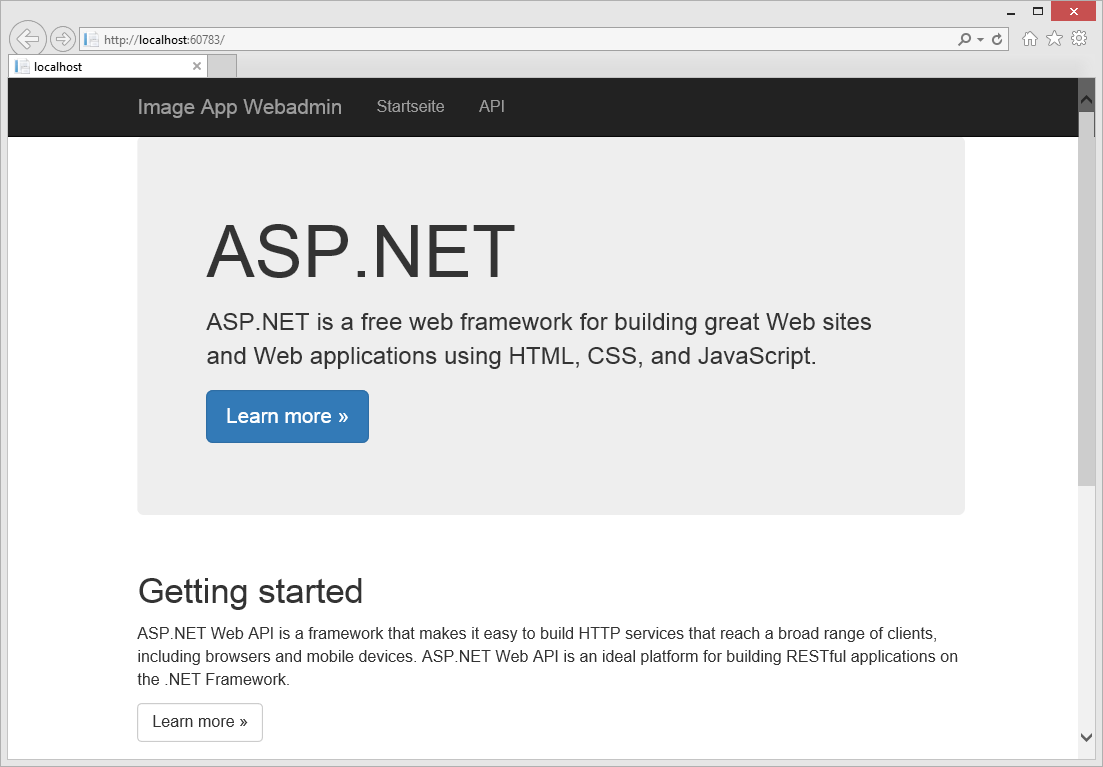 http://localhost:60783/
localhost
Image App Webadmin Startseite API
ASP.NET
ASP.NET is a free web framework for building great Web sites
and Web applications using HTML, CSS, and JavaScript.
Learn more »
Getting started
ASP.NET Web API is a framework that makes it easy to build HTTP services that reach a broad range of clients,
including browsers and mobile devices. ASP.NET Web API is an ideal platform for building RESTful applications on
the .NET Framework.
Learn more »